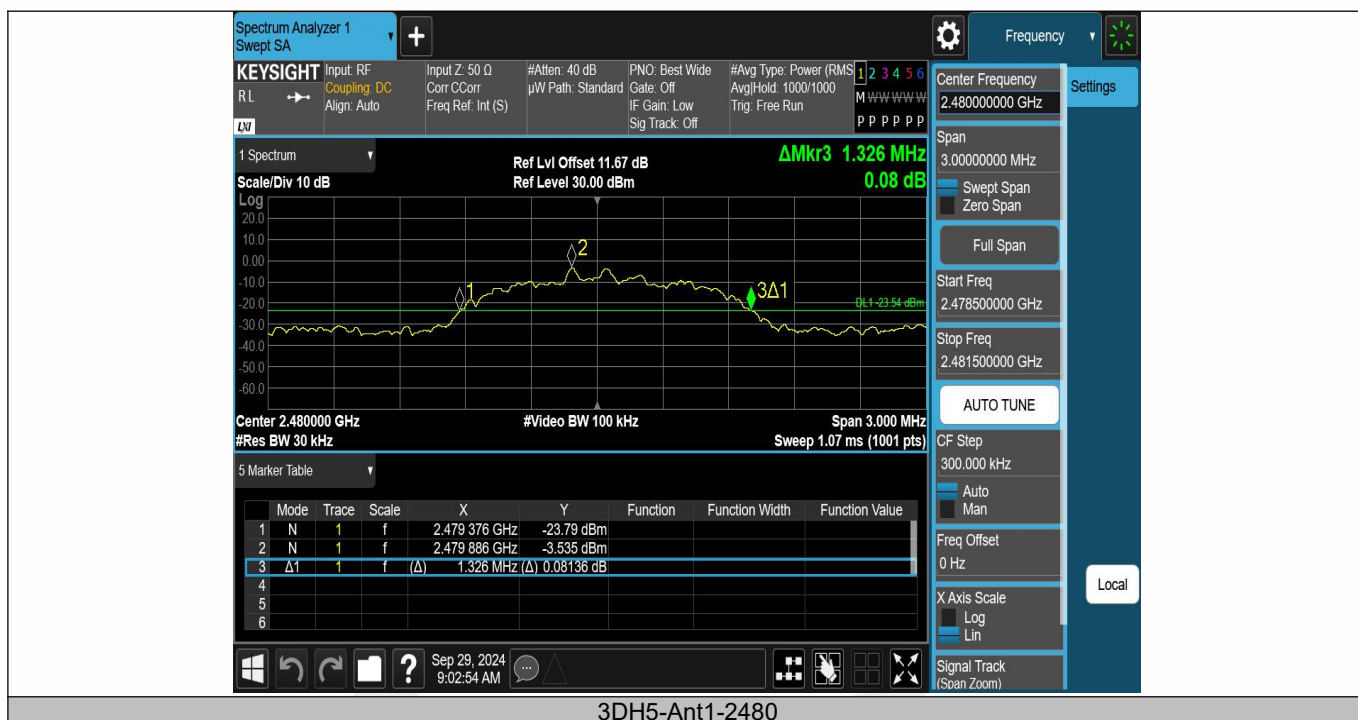 Spectrum Analyzer 1
Swept SA
Frequency
KEYSIGHT
RL
LXI
Input: RF
Coupling: DC
Align: Auto
Input Z: 50 Ω
Corr CCorr
Freq Ref: Int (S)
#Atten: 40 dB
µW Path: Standard
PNO: Best Wide
Gate: Off
IF Gain: Low
Sig Track: Off
#Avg Type: Power (RMS
Avg|Hold: 1000/1000
Trig: Free Run
1 2 3 4 5 6
M W W W W W
P P P P P P
1 Spectrum
Scale/Div 10 dB
Ref Lvl Offset 11.67 dB
Ref Level 30.00 dBm
ΔMkr3 1.326 MHz
0.08 dB
Log
20.0
10.0
0.00
-10.0
-20.0
-30.0
-40.0
-50.0
-60.0
2
1
3Δ1
DL1 -23.54 dBm
Center 2.480000 GHz
#Video BW 100 kHz
Span 3.000 MHz
#Res BW 30 kHz
Sweep 1.07 ms (1001 pts)
5 Marker Table
Mode Trace Scale X Y Function Function Width Function Value
1 N 1 f 2.479 376 GHz -23.79 dBm
2 N 1 f 2.479 886 GHz -3.535 dBm
3 Δ1 1 f (Δ) 1.326 MHz (Δ) 0.08136 dB
4
5
6
?
Sep 29, 2024
9:02:54 AM
Center Frequency
2.480000000 GHz
Settings
Span
3.00000000 MHz
Swept Span
Zero Span
Full Span
Start Freq
2.478500000 GHz
Stop Freq
2.481500000 GHz
AUTO TUNE
CF Step
300.000 kHz
Auto
Man
Freq Offset
0 Hz
X Axis Scale
Log
Lin
Local
Signal Track
(Span Zoom)
3DH5-Ant1-2480